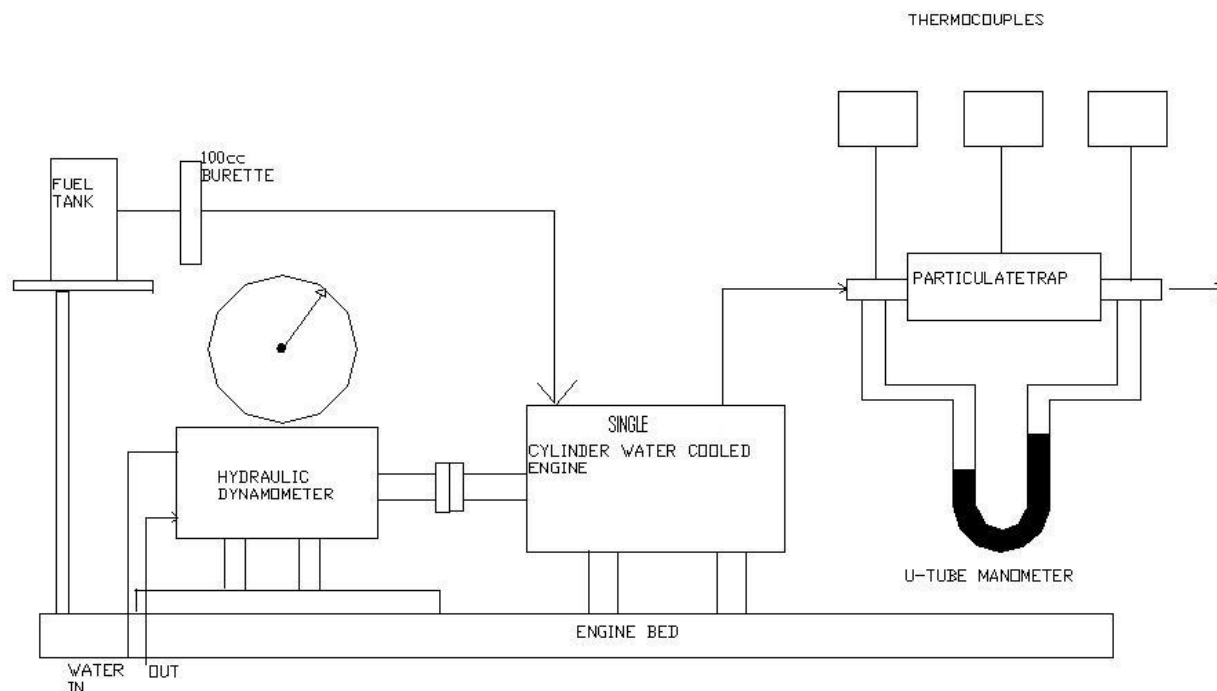 THERMOCOUPLES
100cc
BURETTE
FUEL
TANK
PARTICULATETRAP
SINGLE
CYLINDER WATER COOLED
ENGINE
HYDRAULIC
DYNAMOMETER
U-TUBE MANOMETER
ENGINE BED
WATER
IN
OUT